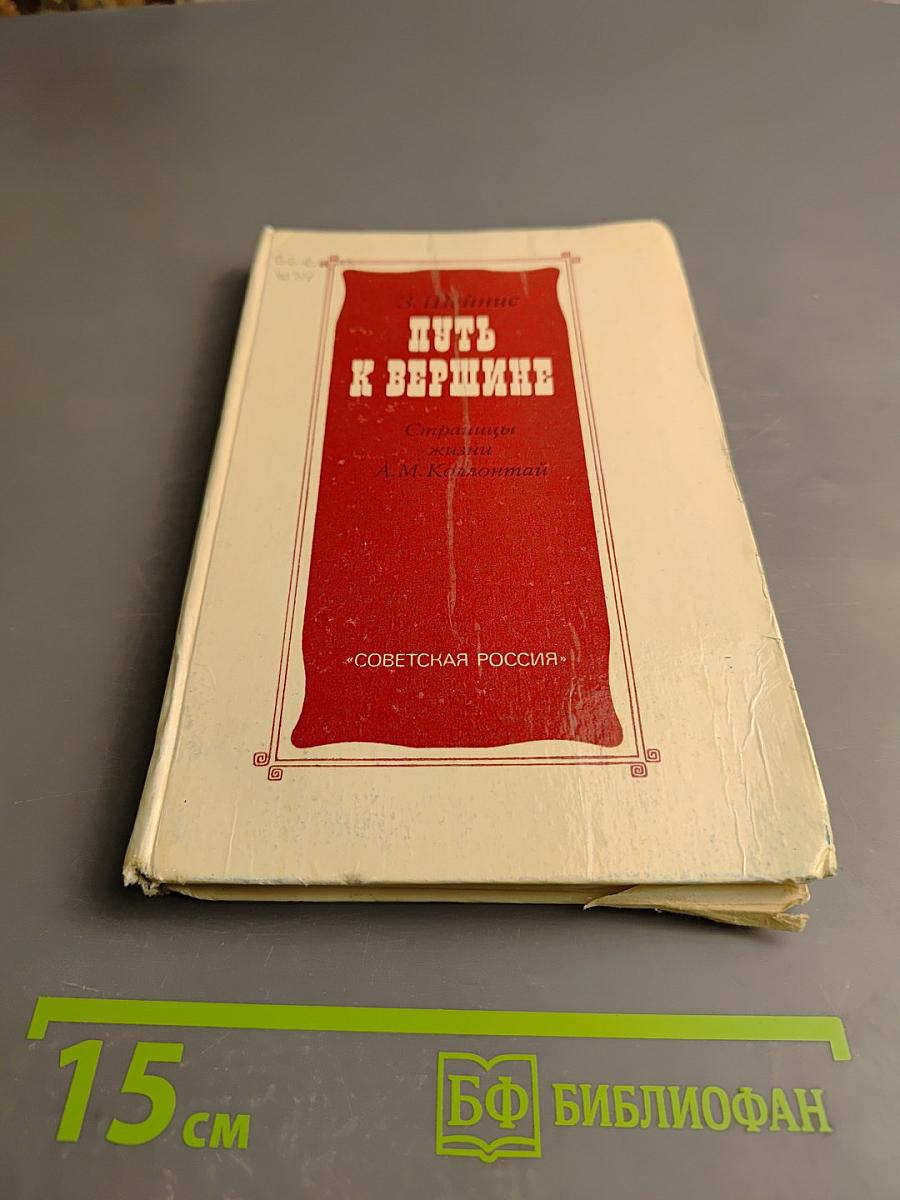 З. Шейнис
ПУТЬ
К ВЕРШИНЕ
Страницы
жизни
А.М. Коллонтай
«СОВЕТСКАЯ РОССИЯ»
15 см
БФ БИБЛИОФАН